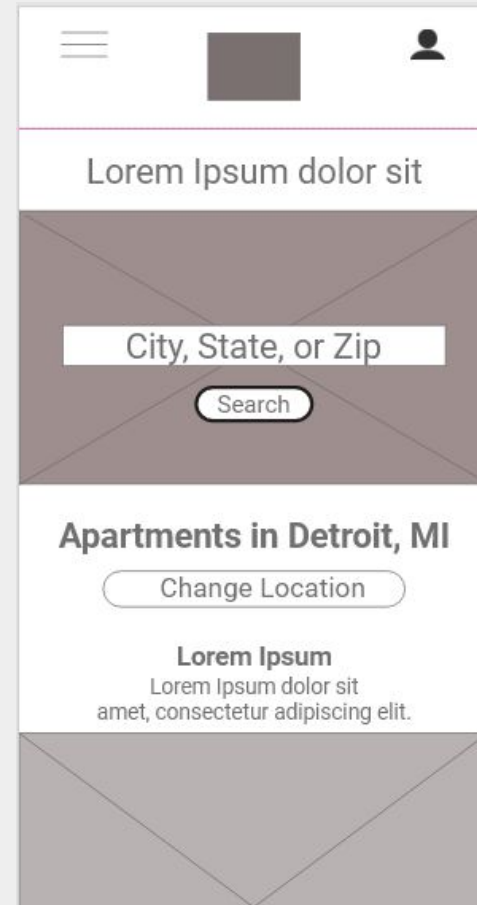 Lorem Ipsum dolor sit
City, State, or Zip
Search
Apartments in Detroit, MI
Change Location
Lorem Ipsum
Lorem Ipsum dolor sit
amet, consectetur adipiscing elit.